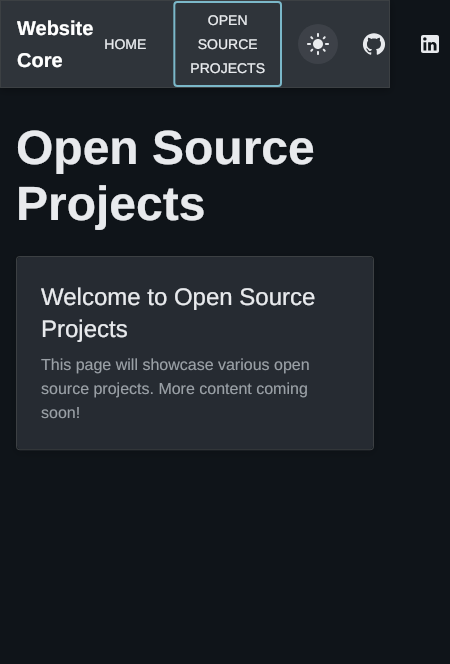 Website
Core
HOME
OPEN
SOURCE
PROJECTS
Open Source
Projects
Welcome to Open Source
Projects
This page will showcase various open
source projects. More content coming
soon!